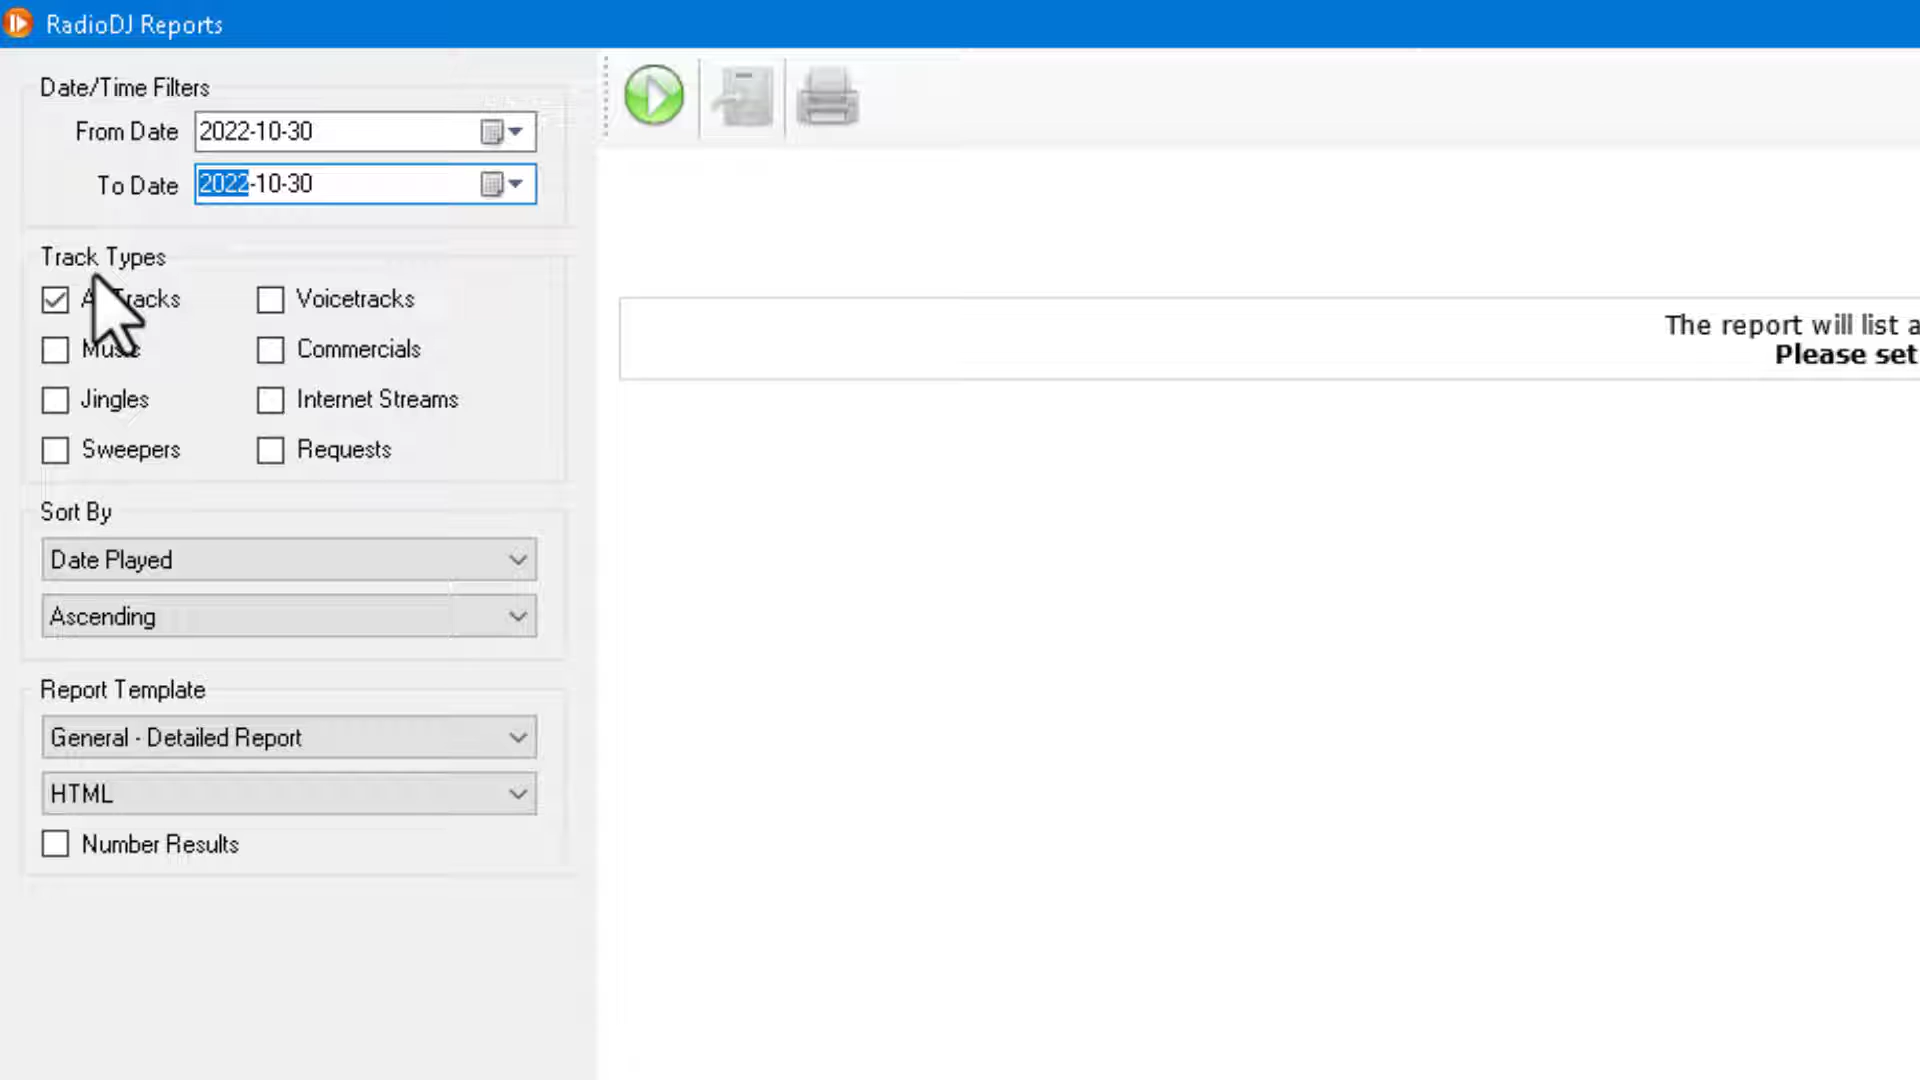 RadioDJ Reports
Date/Time Filters
From Date 2022-10-30
To Date 2022-10-30
Track Types
Tracks Voicetracks
Commercials
Jingles Internet Streams
Sweepers Requests
Sort By
Date Played
Ascending
Report Template
General - Detailed Report
HTML
Number Results
The report will list a
Please set